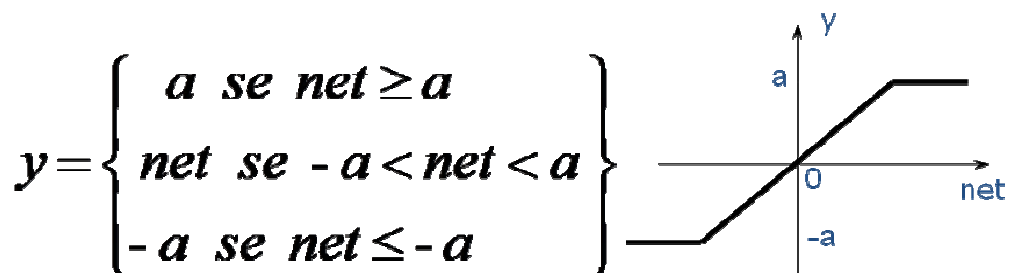 a se net ≥ a
y = { net se - a < net < a }
- a se net ≤ - a
y
a
0
net
-a